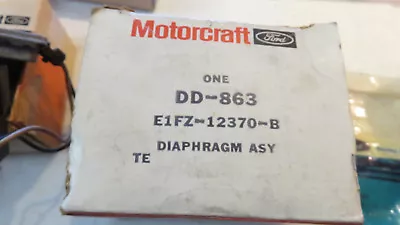 Motorcraft Ford
ONE
DD-863
E1FZ-12370-B
DIAPHRAGM ASY
TE